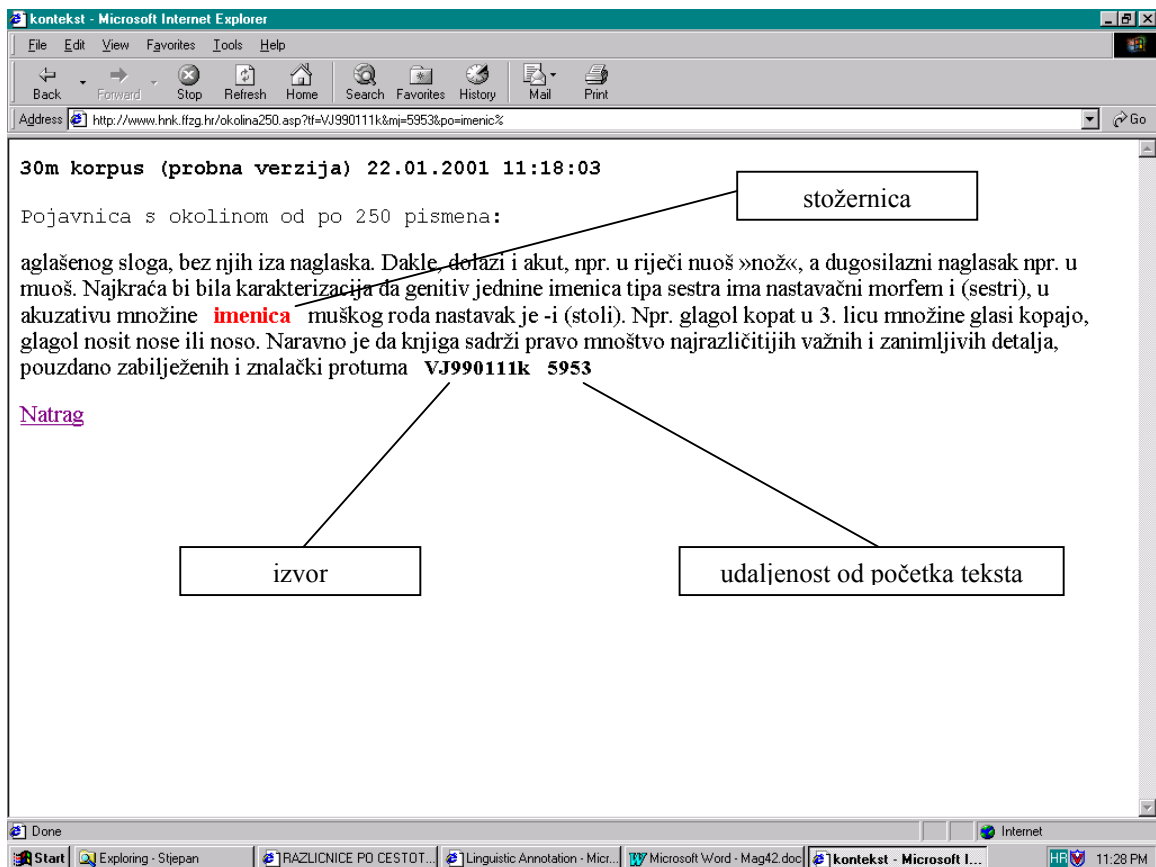 kontekst - Microsoft Internet Explorer
File Edit View Favorites Tools Help
Back Forward Stop Refresh Home Search Favorites History Mail Print
Address http://www.hnk.ffzg.hr/okolina250.asp?tf=VJ990111k&mj=5953&po=imenic% Go
30m korpus (probna verzija) 22.01.2001 11:18:03
stožernica
Pojavnica s okolinom od po 250 pismena:
aglašenog sloga, bez njih iza naglaska. Dakle, dolazi i akut, npr. u riječi nuoš »nož«, a dugosilazni naglasak npr. u
muoš. Najkraća bi bila karakterizacija da genitiv jednine imenica tipa sestra ima nastavačni morfem i (sestri), u
akuzativu množine imenica muškog roda nastavak je -i (stoli). Npr. glagol kopat u 3. licu množine glasi kopajo,
glagol nosit nose ili noso. Naravno je da knjiga sadrži pravo mnoštvo najrazličitijih važnih i zanimljivih detalja,
pouzdano zabilježenih i znalački protuma VJ990111k 5953
Natrag
izvor
udaljenost od početka teksta
Done Internet
Start Exploring - Stjepan RAZLICNICE PO CESTOT... Linguistic Annotation - Micr... Microsoft Word - Mag42.doc kontekst - Microsoft I... HR 11:28 PM